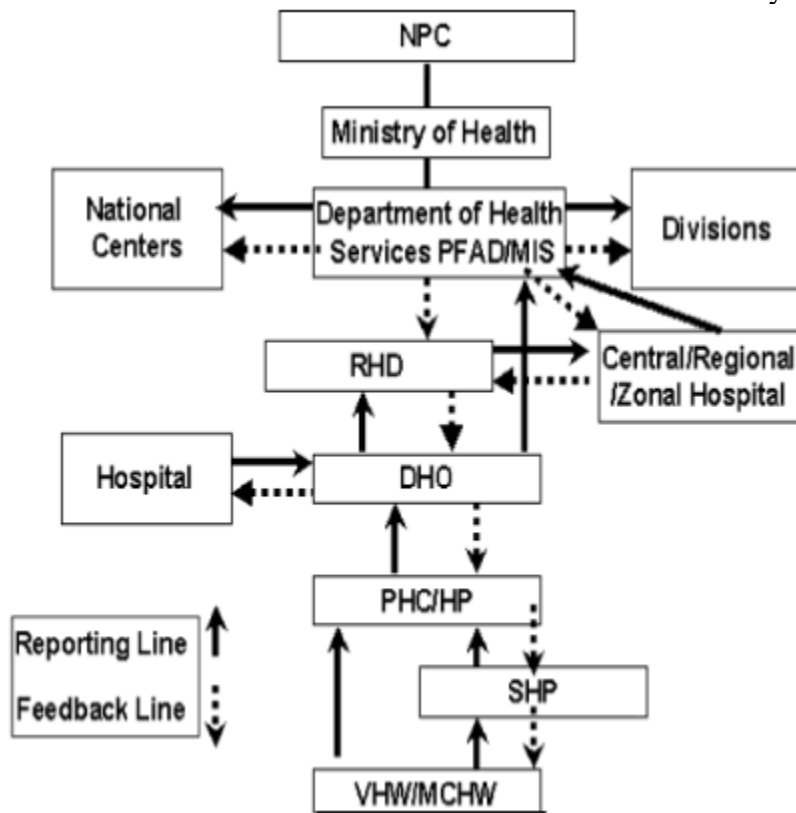 NPC
Ministry of Health
National
Centers
Department of Health
Services PFAD/MIS
Divisions
RHD
Central/Regional
/Zonal Hospital
Hospital
DHO
PHC/HP
Reporting Line
Feedback Line
SHP
VHW/MCHW